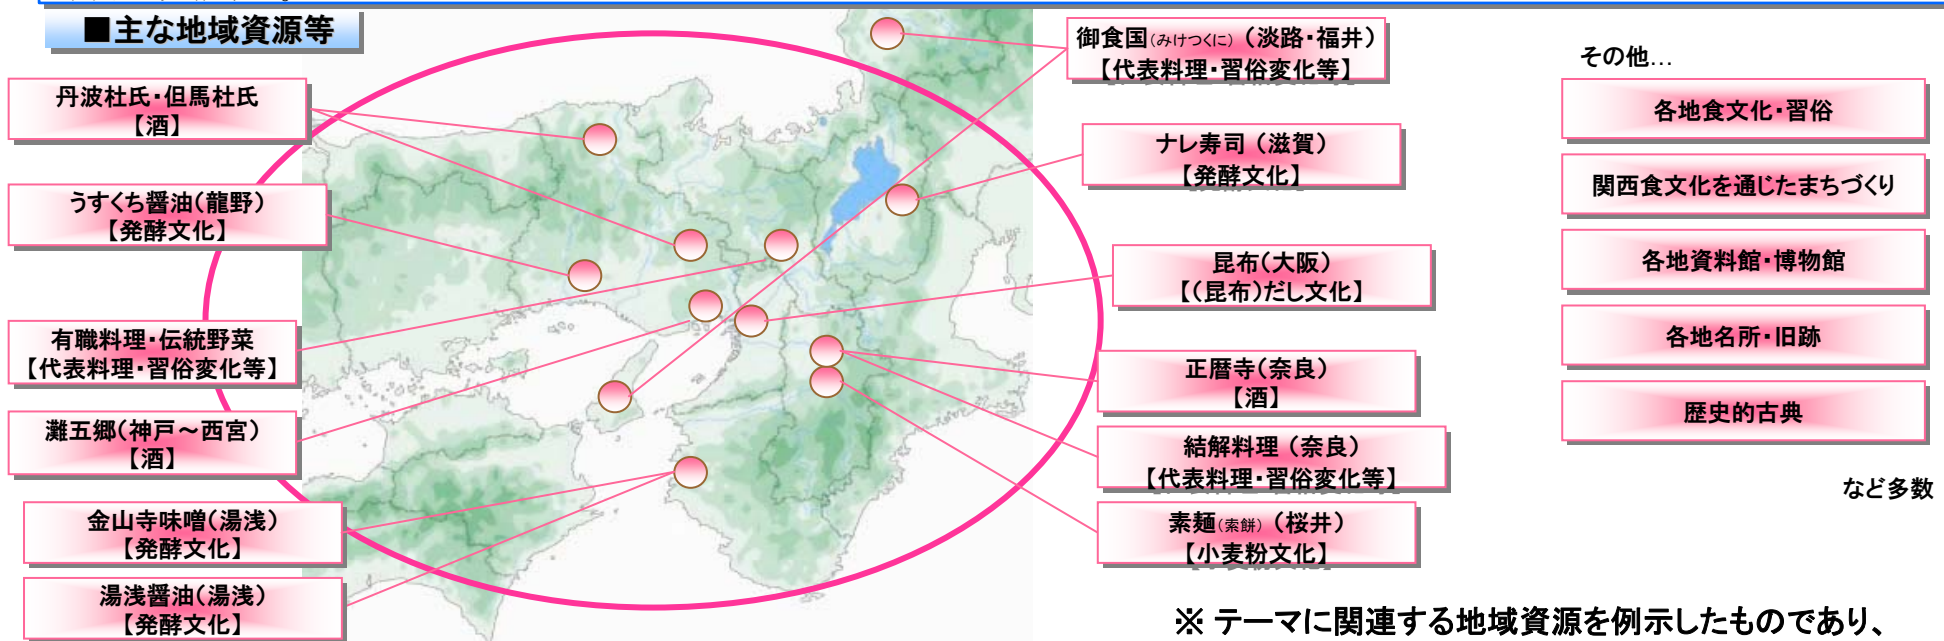 ■主な地域資源等
丹波杜氏・但馬杜氏
【酒】
うすくち醤油(龍野)
【発酵文化】
有職料理・伝統野菜
【代表料理・習俗変化等】
灘五郷(神戸～西宮)
【酒】
金山寺味噌(湯浅)
【発酵文化】
湯浅醤油(湯浅)
【発酵文化】
御食国(みけつくに) (淡路・福井)
【代表料理・習俗変化等】
ナレ寿司 (滋賀)
【発酵文化】
昆布(大阪)
【(昆布)だし文化】
正暦寺(奈良)
【酒】
結解料理 (奈良)
【代表料理・習俗変化等】
素麺(素餅) (桜井)
【小麦粉文化】
その他…
各地食文化・習俗
関西食文化を通じたまちづくり
各地資料館・博物館
各地名所・旧跡
歴史的古典
など多数
※ テーマに関連する地域資源を例示したものであり、